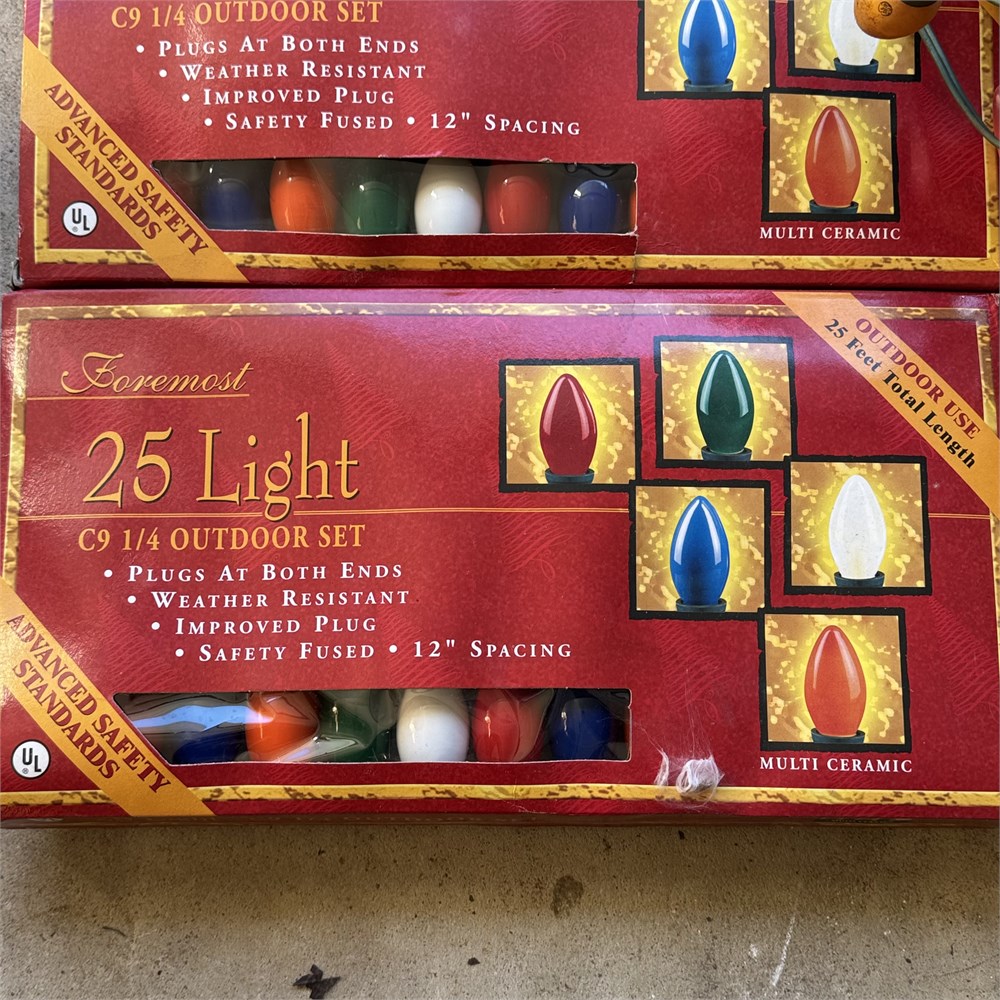 C9 1/4 OUTDOOR SET
• PLUGS AT BOTH ENDS
• WEATHER RESISTANT
• IMPROVED PLUG
• SAFETY FUSED • 12" SPACING
ADVANCED SAFETY
STANDARDS
UL
MULTI CERAMIC
Foremost
25 Light
C9 1/4 OUTDOOR SET
• PLUGS AT BOTH ENDS
• WEATHER RESISTANT
• IMPROVED PLUG
• SAFETY FUSED • 12" SPACING
OUTDOOR USE
25 Feet Total Length
ADVANCED SAFETY
STANDARDS
UL
MULTI CERAMIC